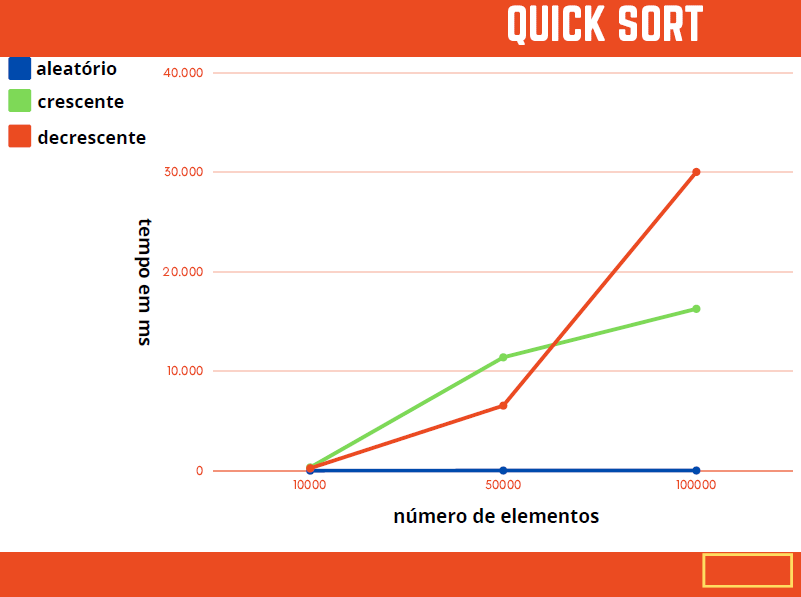 QUICK SORT
aleatório
crescente
decrescente
tempo em ms
40.000
30.000
20.000
10.000
0
10000 50000 100000
número de elementos